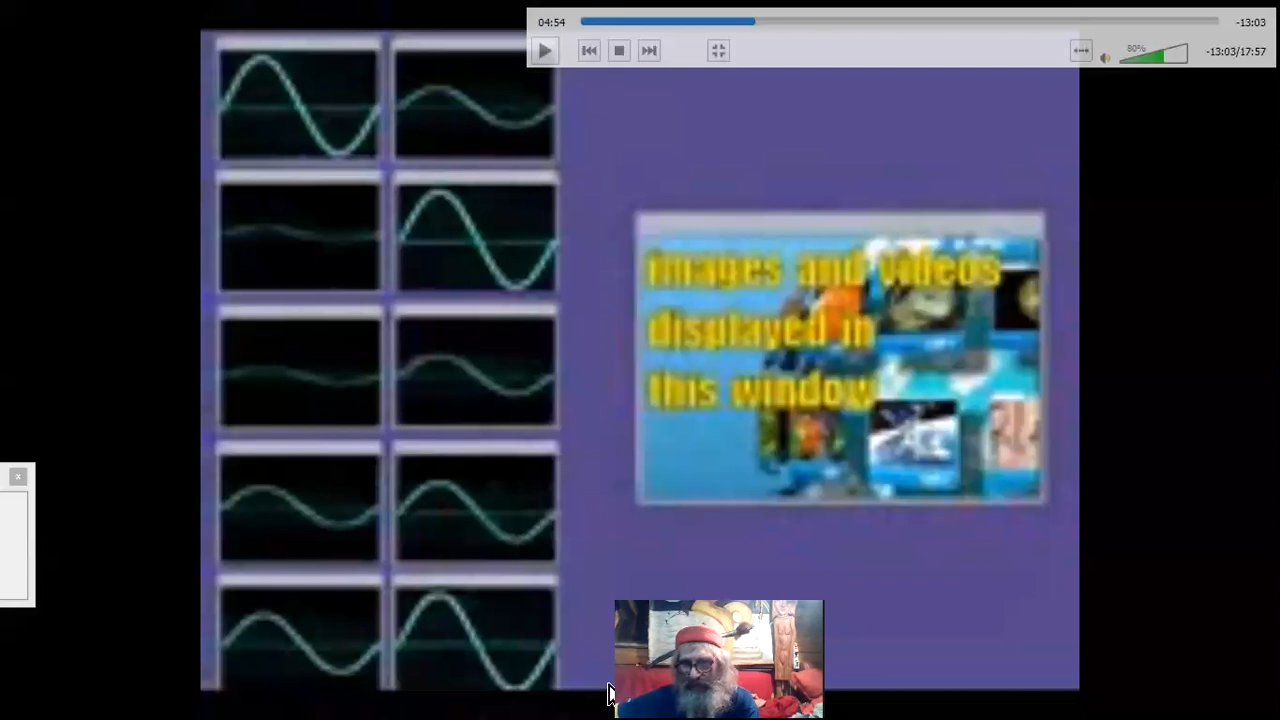 04:54
-13:03
80%
-13:03/17:57
images and videos
displayed in
this window
x